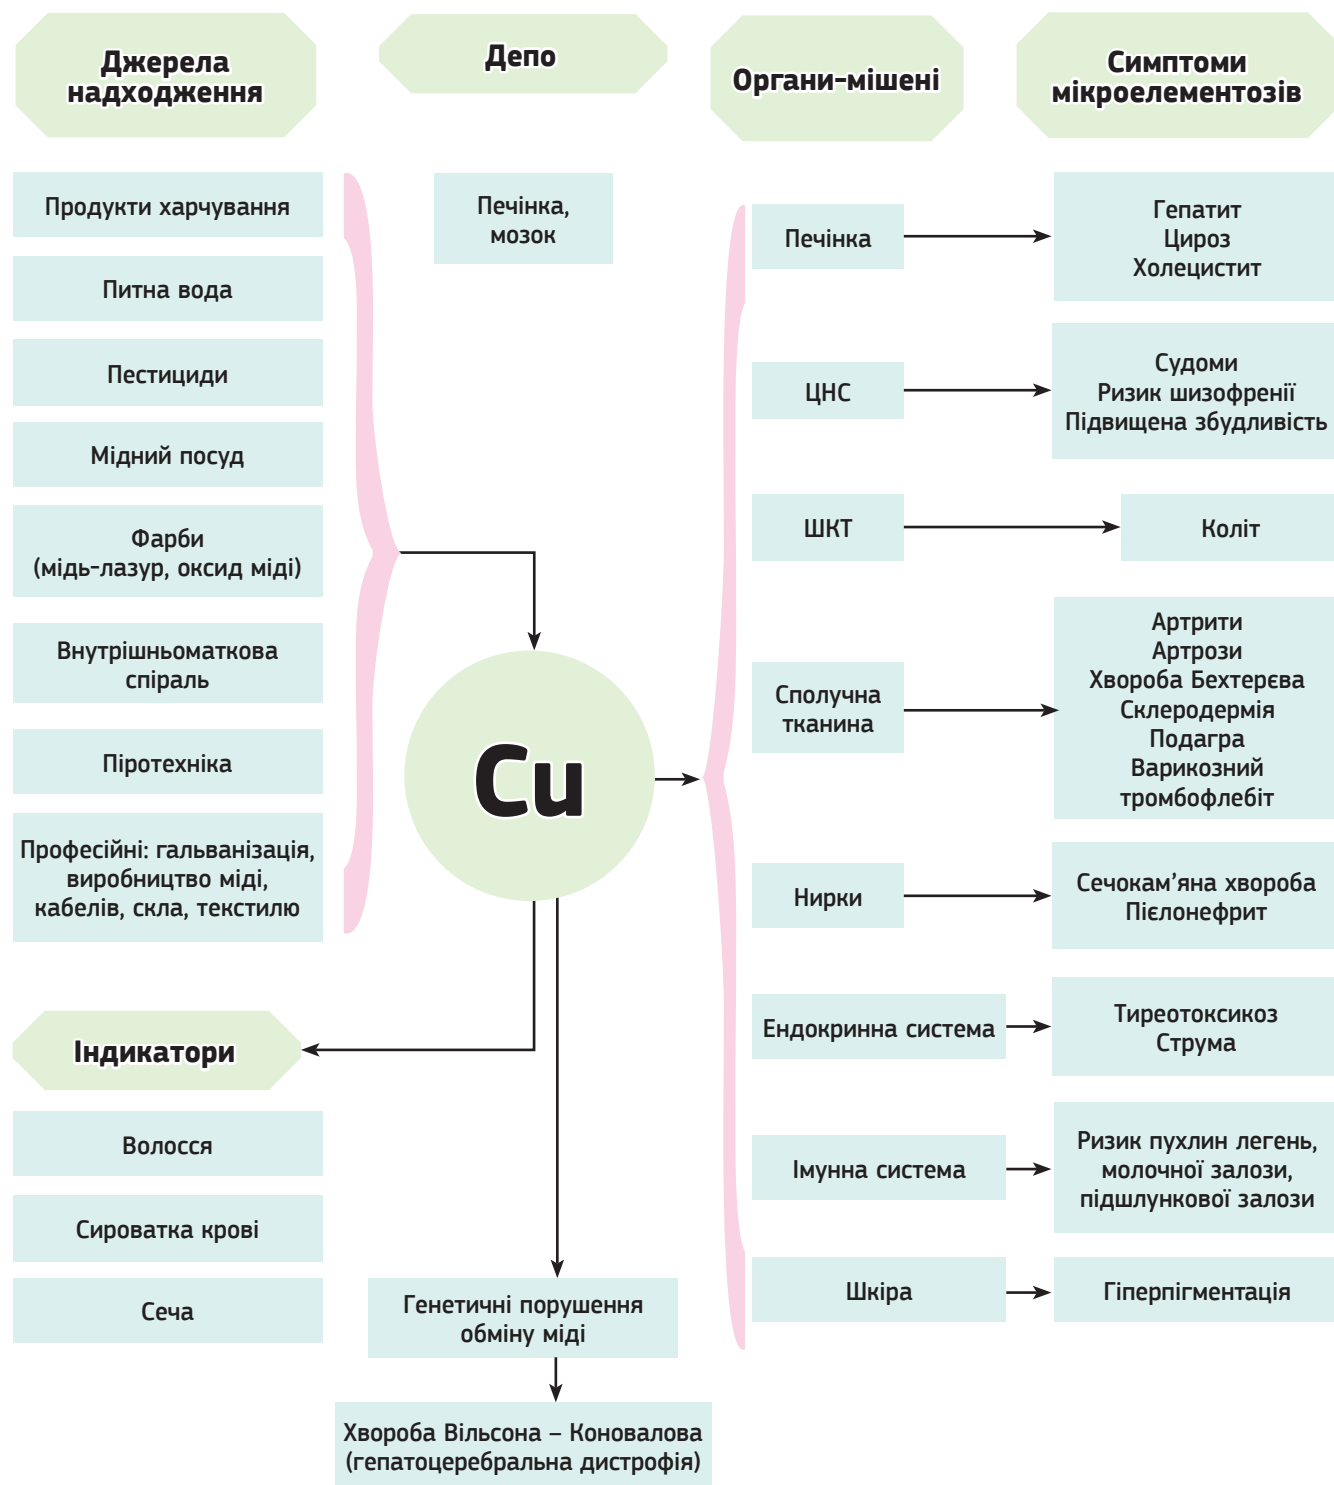 Джерела
надходження
Депо
Органи-мішені
Симптоми
мікроелементозів
Продукти харчування
Питна вода
Пестициди
Мідний посуд
Фарби
(мідь-лазур, оксид міді)
Внутрішньоматкова
спіраль
Піротехніка
Професійні: гальванізація,
виробництво міді,
кабелів, скла, текстилю
Печінка,
мозок
Cu
Індикатори
Волосся
Сироватка крові
Сеча
Генетичні порушення
обміну міді
Хвороба Вільсона – Коновалова
(гепатоцеребральна дистрофія)
Печінка
Гепатит
Цироз
Холецистит
ЦНС
Судоми
Ризик шизофренії
Підвищена збудливість
ШКТ
Коліт
Сполучна
тканина
Артрити
Артрози
Хвороба Бехтерєва
Склеродермія
Подагра
Варикозний
тромбофлебіт
Нирки
Сечокам’яна хвороба
Пієлонефрит
Ендокринна система
Тиреотоксикоз
Струма
Імунна система
Ризик пухлин легень,
молочної залози,
підшлункової залози
Шкіра
Гіперпігментація